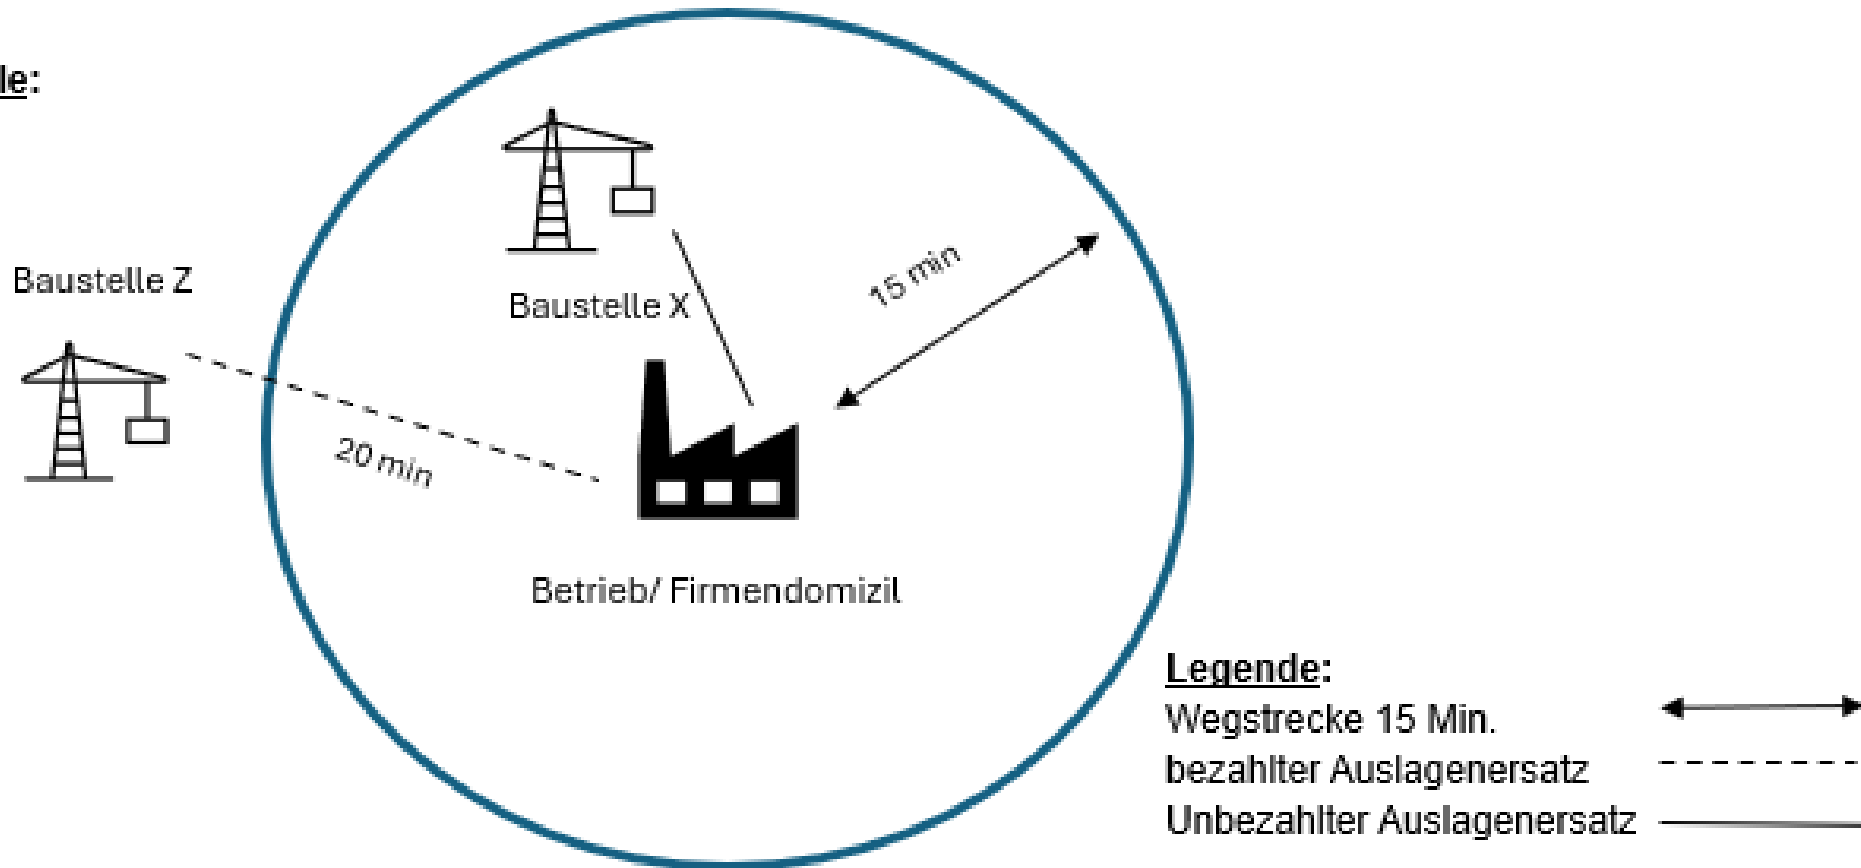 le:
Baustelle Z
Baustelle X
15 min
20 min
Betrieb/ Firmendomizil
Legende:
Wegstrecke 15 Min.
bezahlter Auslagenersatz
Unbezahlter Auslagenersatz